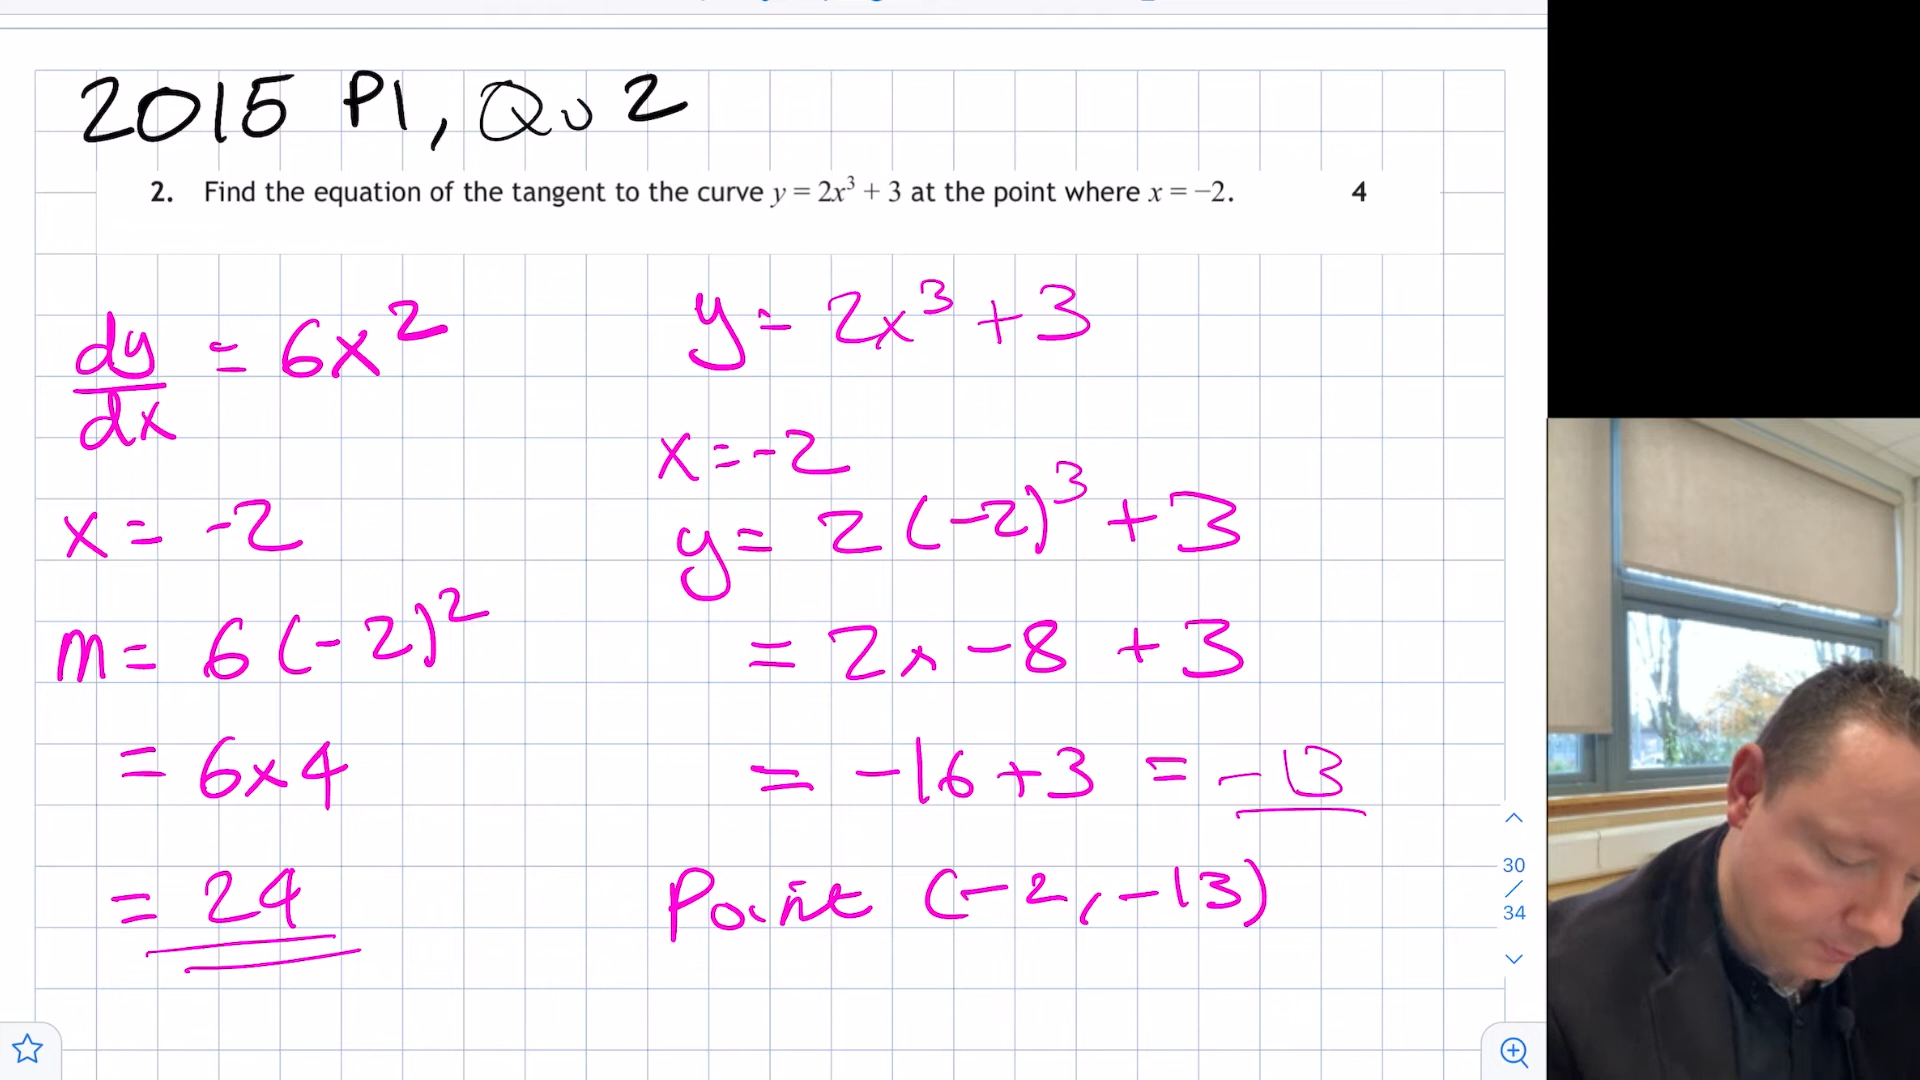 2015 P1, Qu 2
2. Find the equation of the tangent to the curve y = 2x³ + 3 at the point where x = −2. 4
dy/dx = 6x²
x = -2
m = 6(-2)²
= 6x4
= 24
y = 2x³ + 3
x = -2
y = 2(-2)³ + 3
= 2x -8 + 3
= -16+3 = -13
Point (-2, -13)
30
/
34